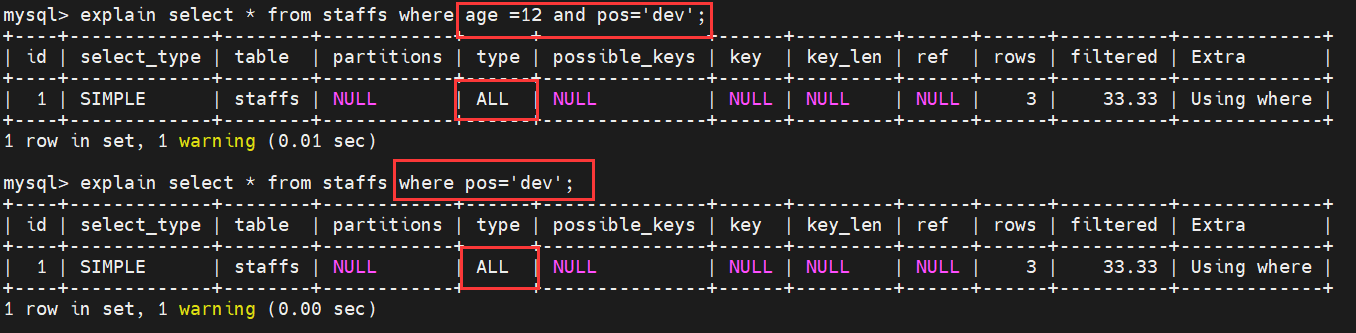 mysql> explain select * from staffs where age =12 and pos='dev';
+----+-------------+--------+------------+------+---------------+------+---------+------+------+----------+-------------+
| id | select_type | table  | partitions | type | possible_keys | key  | key_len | ref  | rows | filtered | Extra       |
+----+-------------+--------+------------+------+---------------+------+---------+------+------+----------+-------------+
|  1 | SIMPLE      | staffs | NULL       | ALL  | NULL          | NULL | NULL    | NULL |    3 |    33.33 | Using where |
+----+-------------+--------+------------+------+---------------+------+---------+------+------+----------+-------------+
1 row in set, 1 warning (0.01 sec)
mysql> explain select * from staffs where pos='dev';
+----+-------------+--------+------------+------+---------------+------+---------+------+------+----------+-------------+
| id | select_type | table  | partitions | type | possible_keys | key  | key_len | ref  | rows | filtered | Extra       |
+----+-------------+--------+------------+------+---------------+------+---------+------+------+----------+-------------+
|  1 | SIMPLE      | staffs | NULL       | ALL  | NULL          | NULL | NULL    | NULL |    3 |    33.33 | Using where |
+----+-------------+--------+------------+------+---------------+------+---------+------+------+----------+-------------+
1 row in set, 1 warning (0.00 sec)